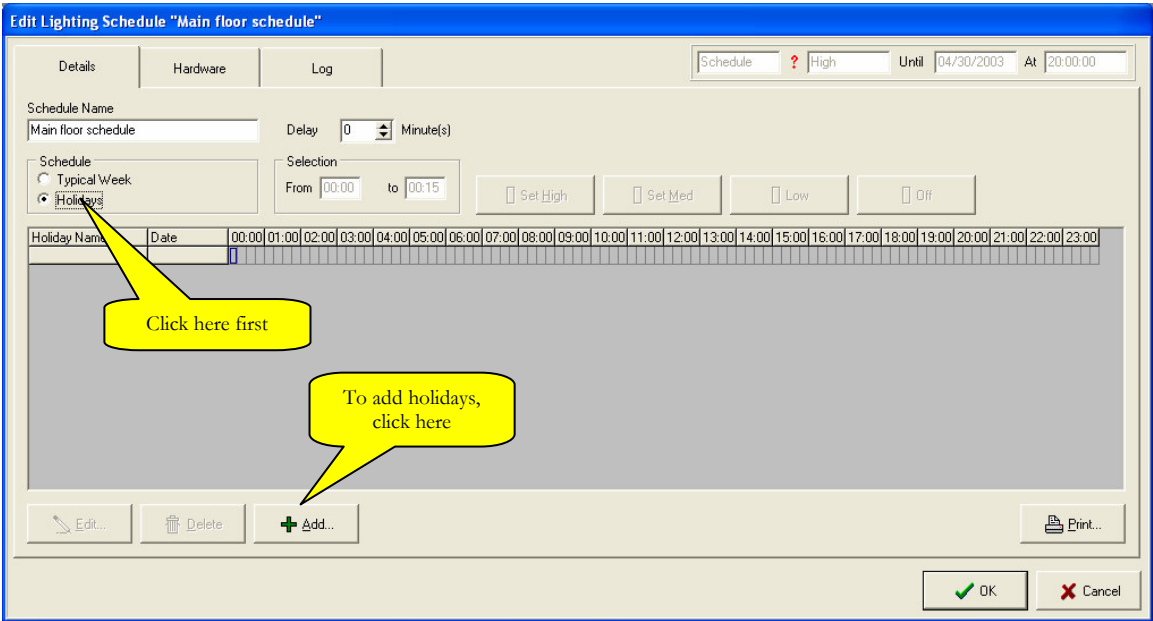 Edit Lighting Schedule "Main floor schedule"
Details Hardware Log Schedule ? High Until 04/30/2003 At 20:00:00
Schedule Name
Main floor schedule Delay 0 Minute(s)
Schedule Selection
Typical Week
Holidays
From 00:00 to 00:15
Set High Set Med Low Off
Holiday Name Date 00:00 01:00 02:00 03:00 04:00 05:00 06:00 07:00 08:00 09:00 10:00 11:00 12:00 13:00 14:00 15:00 16:00 17:00 18:00 19:00 20:00 21:00 22:00 23:00
Click here first
To add holidays,
click here
Edit... Delete Add... Print...
OK Cancel